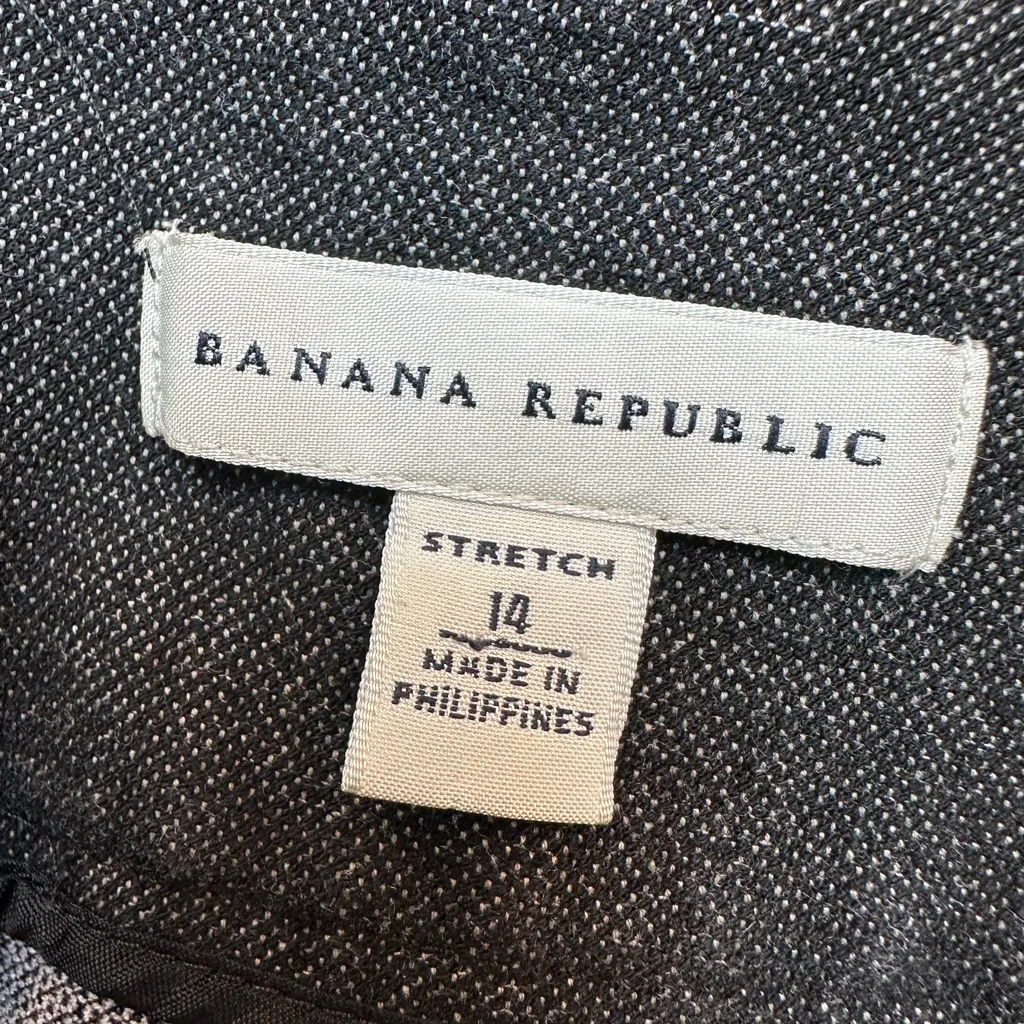 BANANA REPUBLIC
STRETCH
14
MADE IN
PHILIPPINES